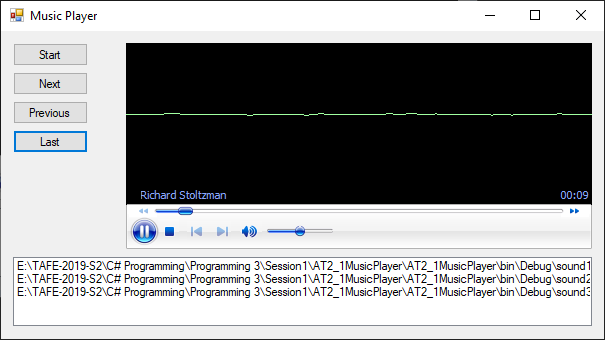 Music Player
Start
Next
Previous
Last
Richard Stoltzman 00:09
E:\TAFE-2019-S2\C# Programming\Programming 3\Session1\AT2_1MusicPlayer\AT2_1MusicPlayer\bin\Debug\sound1
E:\TAFE-2019-S2\C# Programming\Programming 3\Session1\AT2_1MusicPlayer\AT2_1MusicPlayer\bin\Debug\sound2
E:\TAFE-2019-S2\C# Programming\Programming 3\Session1\AT2_1MusicPlayer\AT2_1MusicPlayer\bin\Debug\sound3